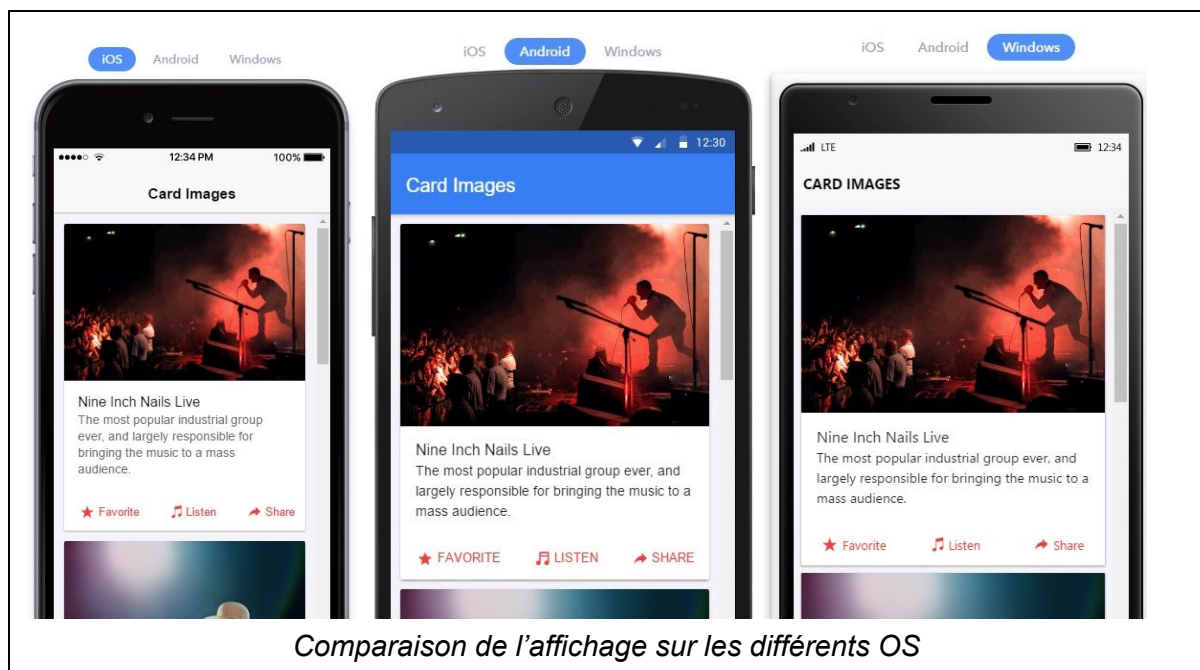 iOS Android Windows
12:34 PM 100%
Card Images
Nine Inch Nails Live
The most popular industrial group
ever, and largely responsible for
bringing the music to a mass
audience.
Favorite Listen Share
iOS Android Windows
12:30
Card Images
Nine Inch Nails Live
The most popular industrial group ever, and
largely responsible for bringing the music to a
mass audience.
FAVORITE LISTEN SHARE
iOS Android Windows
LTE 12:34
CARD IMAGES
Nine Inch Nails Live
The most popular industrial group ever, and
largely responsible for bringing the music to a
mass audience.
Favorite Listen Share
Comparaison de l’affichage sur les différents OS